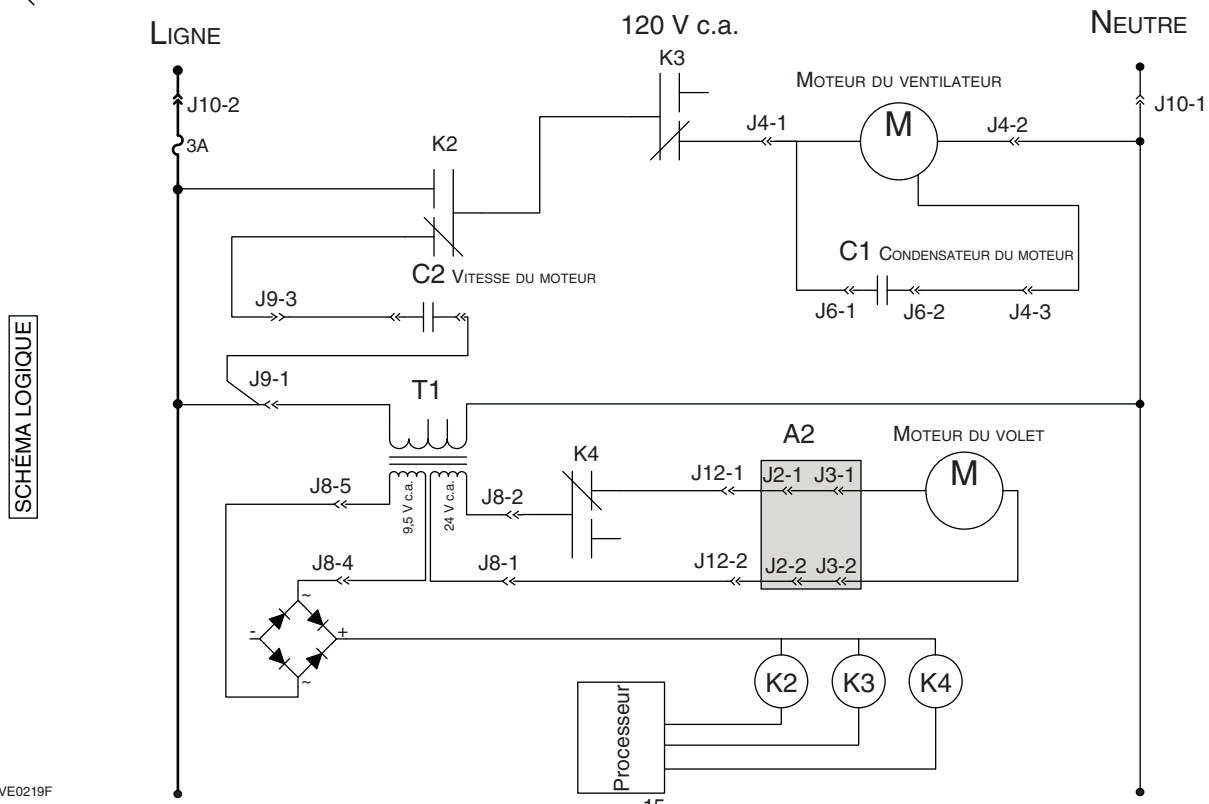 120 V c.a.
LIGNE
NEUTRE
K3
MOTEUR DU VENTILATEUR
J10-2
J10-1
3A
K2
J4-1
M
J4-2
C2 VITESSE DU MOTEUR
C1 CONDENSATEUR DU MOTEUR
J9-3
J6-1
J6-2
J4-3
SCHÉMA LOGIQUE
J9-1
T1
A2
MOTEUR DU VOLET
K4
J8-5
9,5 V c.a.
24 V c.a.
J8-2
J12-1
J2-1
J3-1
M
J8-4
J8-1
J12-2
J2-2
J3-2
~
-
+
~
K2
K3
K4
Processeur
VE0219F
15